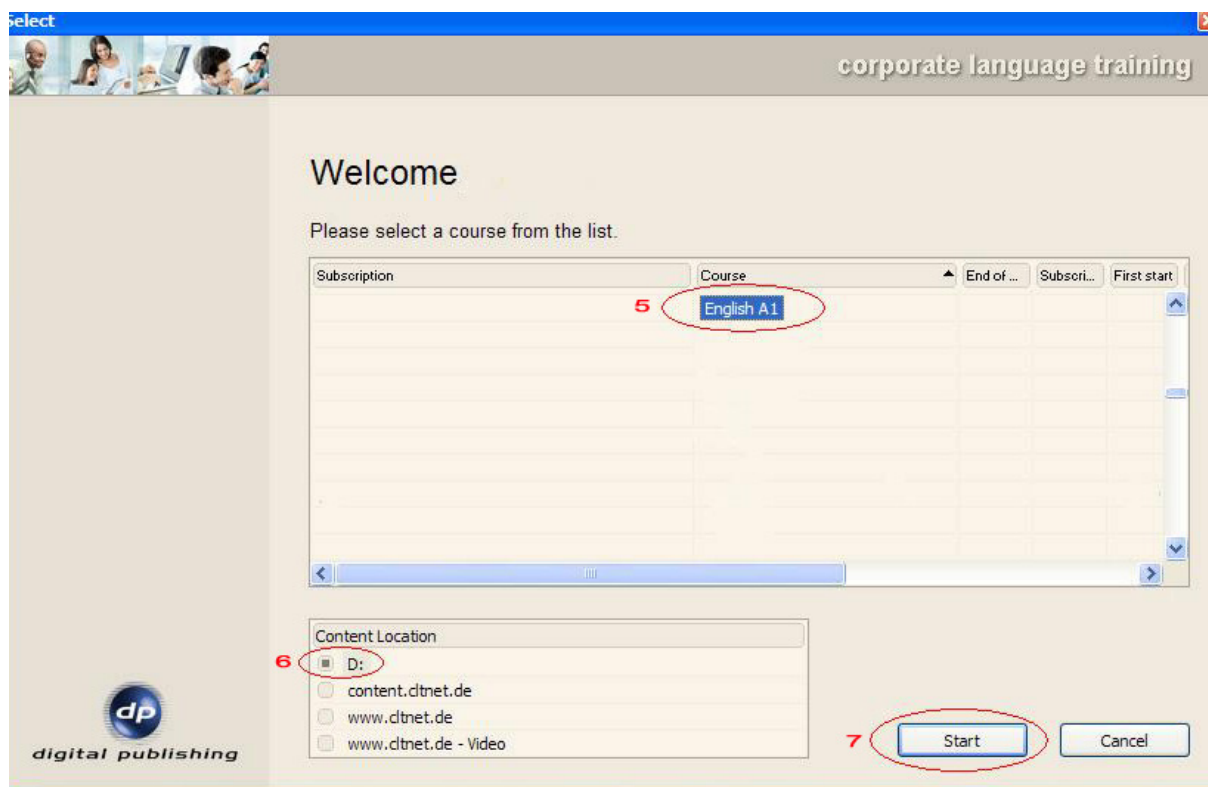 Select
corporate language training
Welcome
Please select a course from the list.
Subscription Course End of ... Subscri... First start
5 English A1
Content Location
6 D:
content.cltnet.de
www.cltnet.de
www.cltnet.de - Video
7 Start Cancel
dp
digital publishing